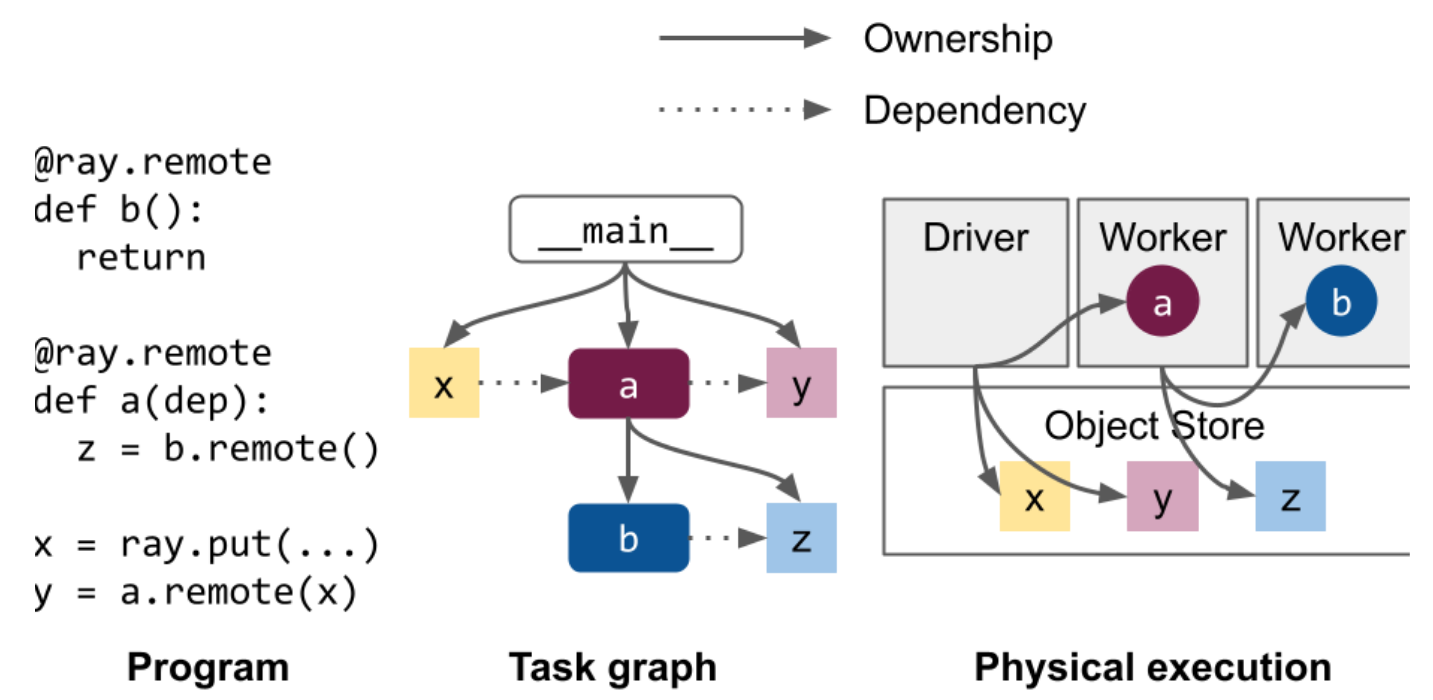 Ownership
Dependency
@ray.remote
def b():
  return
@ray.remote
def a(dep):
  z = b.remote()
x = ray.put(...)
y = a.remote(x)
Program
__main__
x
a
y
b
z
Task graph
Driver
Worker
Worker
a
b
Object Store
x
y
z
Physical execution